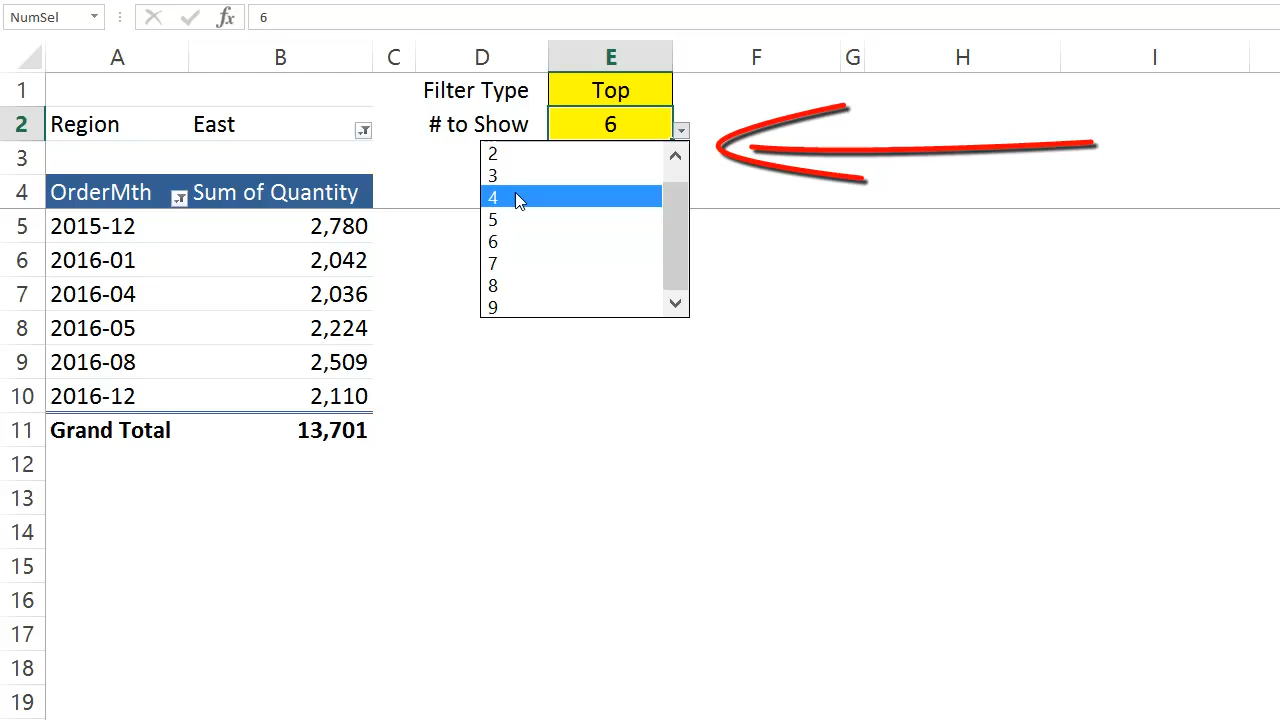 NumSel fx 6
A B C D E F G H I
1 Filter Type Top
2 Region East # to Show 6
3
4 OrderMth Sum of Quantity
5 2015-12 2,780
6 2016-01 2,042
7 2016-04 2,036
8 2016-05 2,224
9 2016-08 2,509
10 2016-12 2,110
11 Grand Total 13,701
12
13
14
15
16
17
18
19
2
3
4
5
6
7
8
9